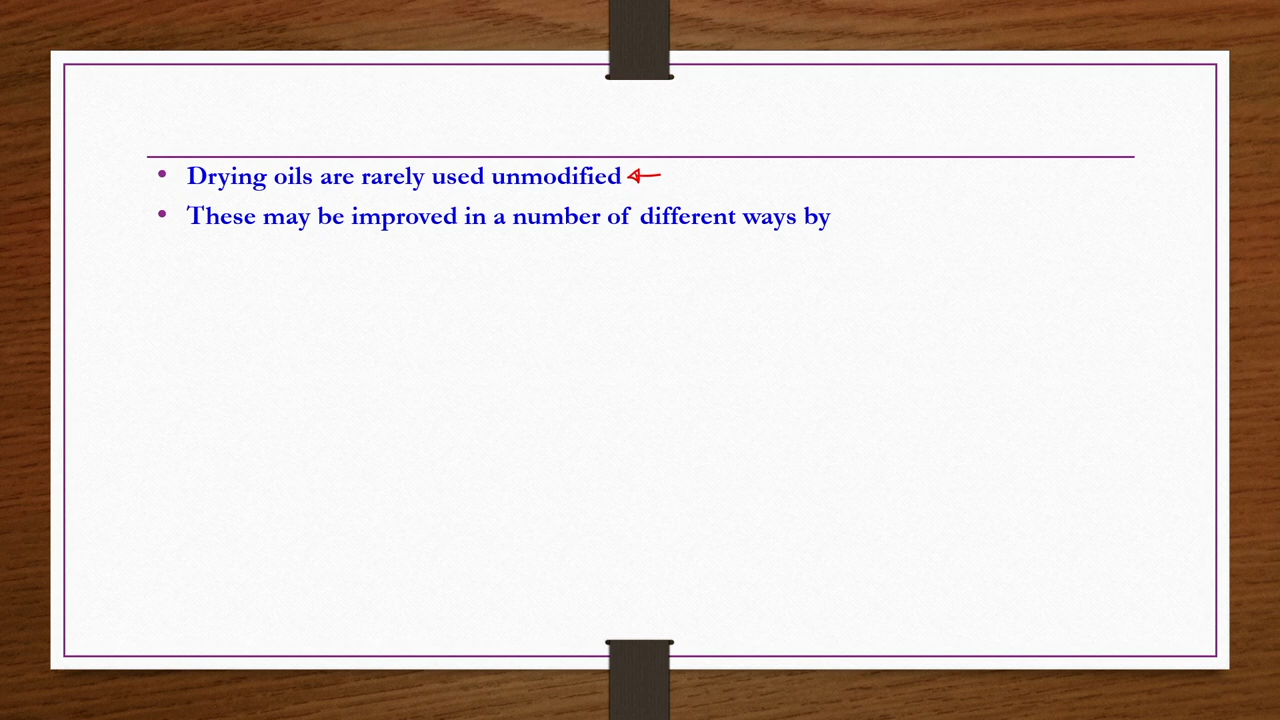 • Drying oils are rarely used unmodified
• These may be improved in a number of different ways by